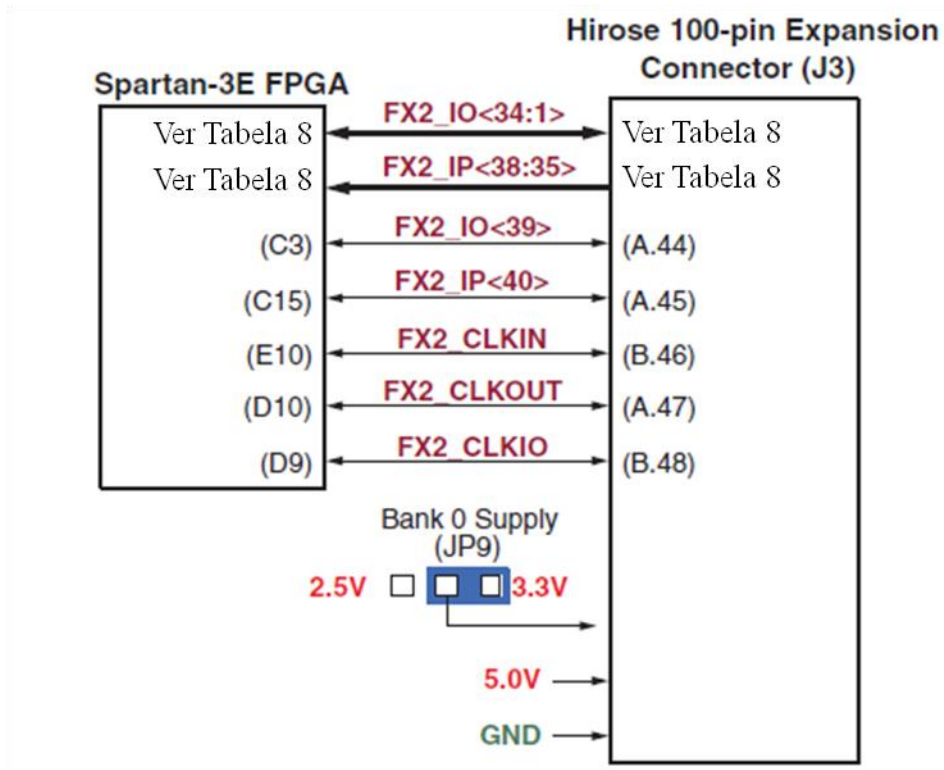 Hirose 100-pin Expansion
Connector (J3)
Spartan-3E FPGA
Ver Tabela 8 FX2_IO<34:1> Ver Tabela 8
Ver Tabela 8 FX2_IP<38:35> Ver Tabela 8
(C3) FX2_IO<39> (A.44)
(C15) FX2_IP<40> (A.45)
(E10) FX2_CLKIN (B.46)
(D10) FX2_CLKOUT (A.47)
(D9) FX2_CLKIO (B.48)
Bank 0 Supply
(JP9)
2.5V 3.3V
5.0V
GND